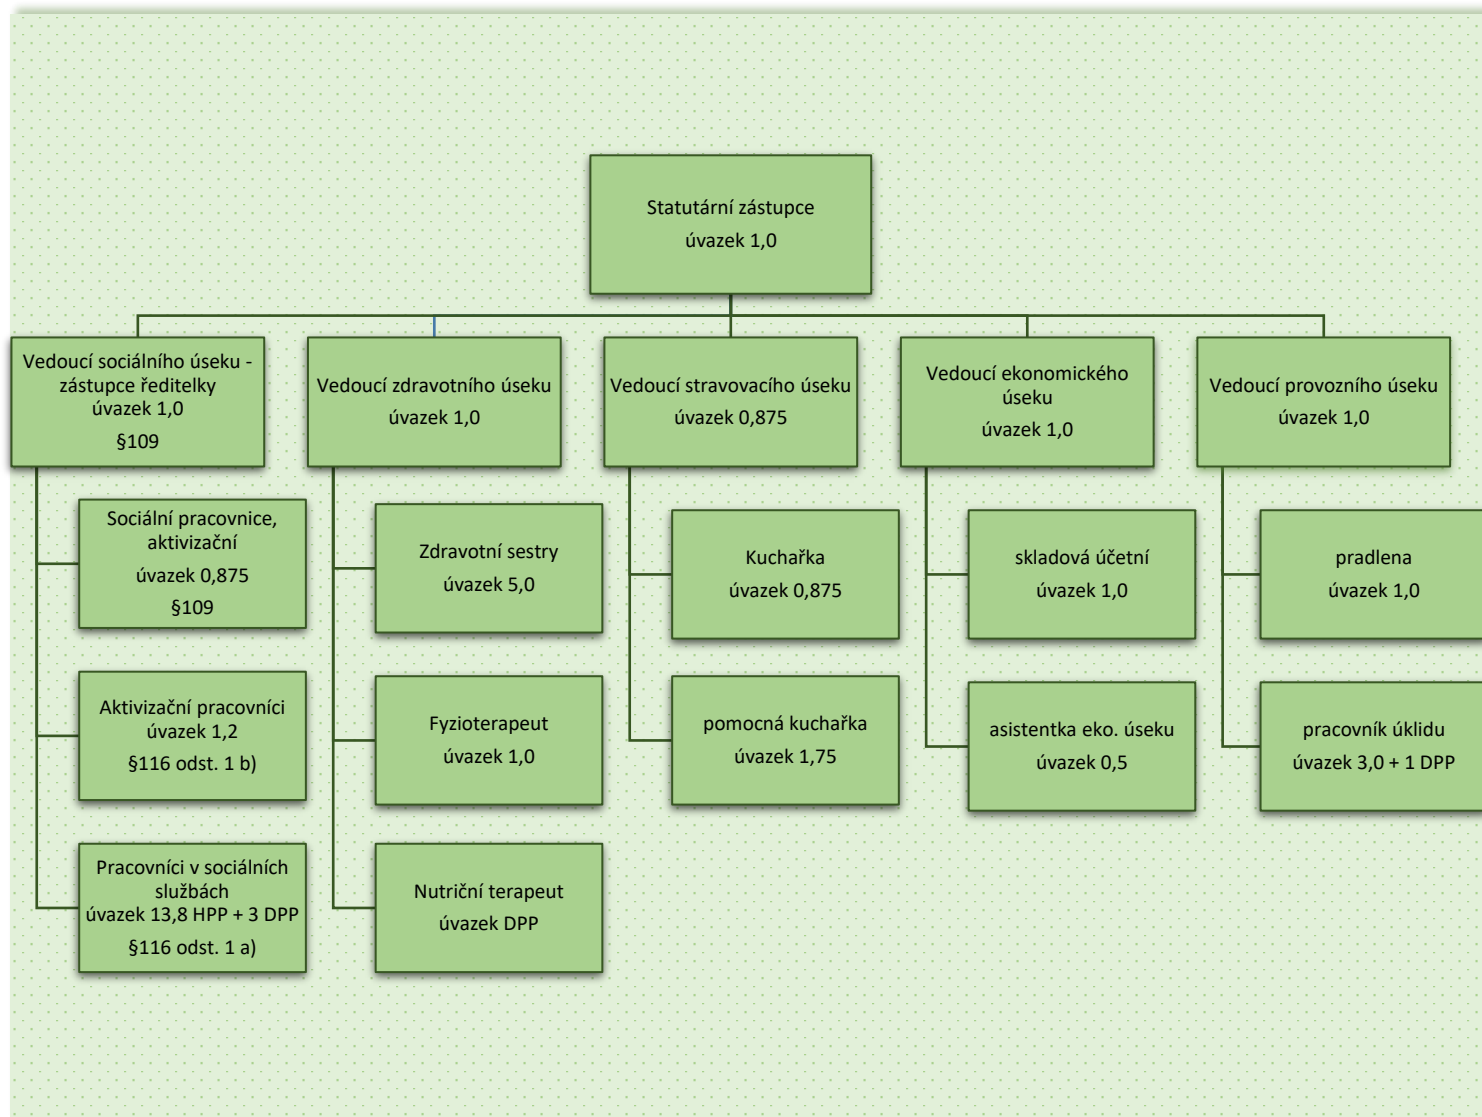 Statutární zástupce
úvazek 1,0
Vedoucí sociálního úseku -
zástupce ředitelky
úvazek 1,0
§109
Sociální pracovnice,
aktivizační
úvazek 0,875
§109
Aktivizační pracovníci
úvazek 1,2
§116 odst. 1 b)
Pracovníci v sociálních
službách
úvazek 13,8 HPP + 3 DPP
§116 odst. 1 a)
Vedoucí zdravotního úseku
úvazek 1,0
Zdravotní sestry
úvazek 5,0
Fyzioterapeut
úvazek 1,0
Nutriční terapeut
úvazek DPP
Vedoucí stravovacího úseku
úvazek 0,875
Kuchařka
úvazek 0,875
pomocná kuchařka
úvazek 1,75
Vedoucí ekonomického
úseku
úvazek 1,0
skladová účetní
úvazek 1,0
asistentka eko. úseku
úvazek 0,5
Vedoucí provozního úseku
úvazek 1,0
pradlena
úvazek 1,0
pracovník úklidu
úvazek 3,0 + 1 DPP